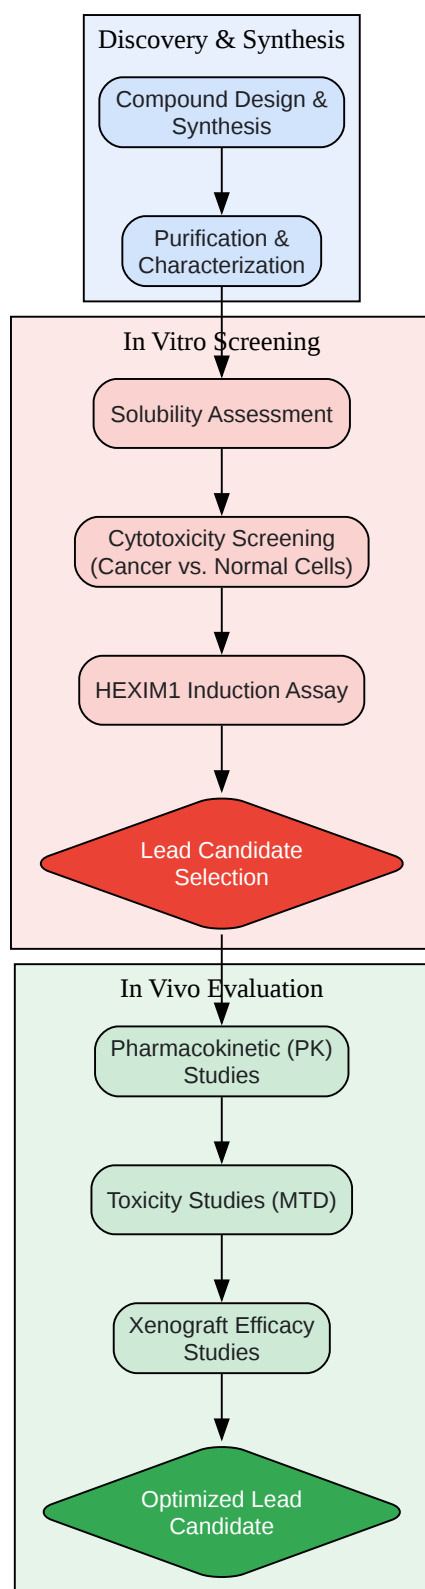 Discovery & Synthesis
Compound Design &
Synthesis
Purification &
Characterization
In Vitro Screening
Solubility Assessment
Cytotoxicity Screening
(Cancer vs. Normal Cells)
HEXIM1 Induction Assay
Lead Candidate
Selection
In Vivo Evaluation
Pharmacokinetic (PK)
Studies
Toxicity Studies (MTD)
Xenograft Efficacy
Studies
Optimized Lead
Candidate